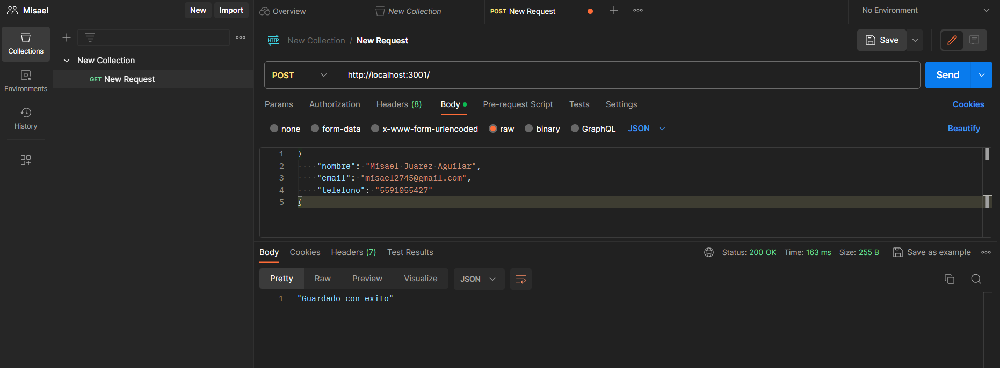 Misael New Import Overview New Collection POST New Request No Environment
HTTP New Collection / New Request Save
Collections
New Collection
GET New Request
POST http://localhost:3001/ Send
Environments
Params Authorization Headers (8) Body Pre-request Script Tests Settings Cookies
History
none form-data x-www-form-urlencoded raw binary GraphQL JSON Beautify
1 {
2 "nombre": "Misael Juarez Aguilar",
3 "email": "misael2745@gmail.com",
4 "telefono": "5591055427"
5 }
Body Cookies Headers (7) Test Results Status: 200 OK Time: 163 ms Size: 255 B Save as example
Pretty Raw Preview Visualize JSON
1 "Guardado con exito"